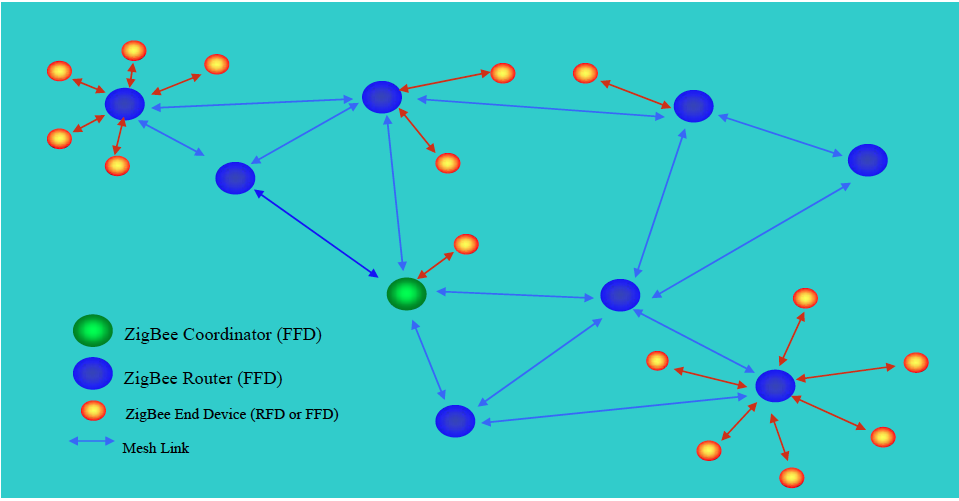 ZigBee Coordinator (FFD)
ZigBee Router (FFD)
ZigBee End Device (RFD or FFD)
Mesh Link